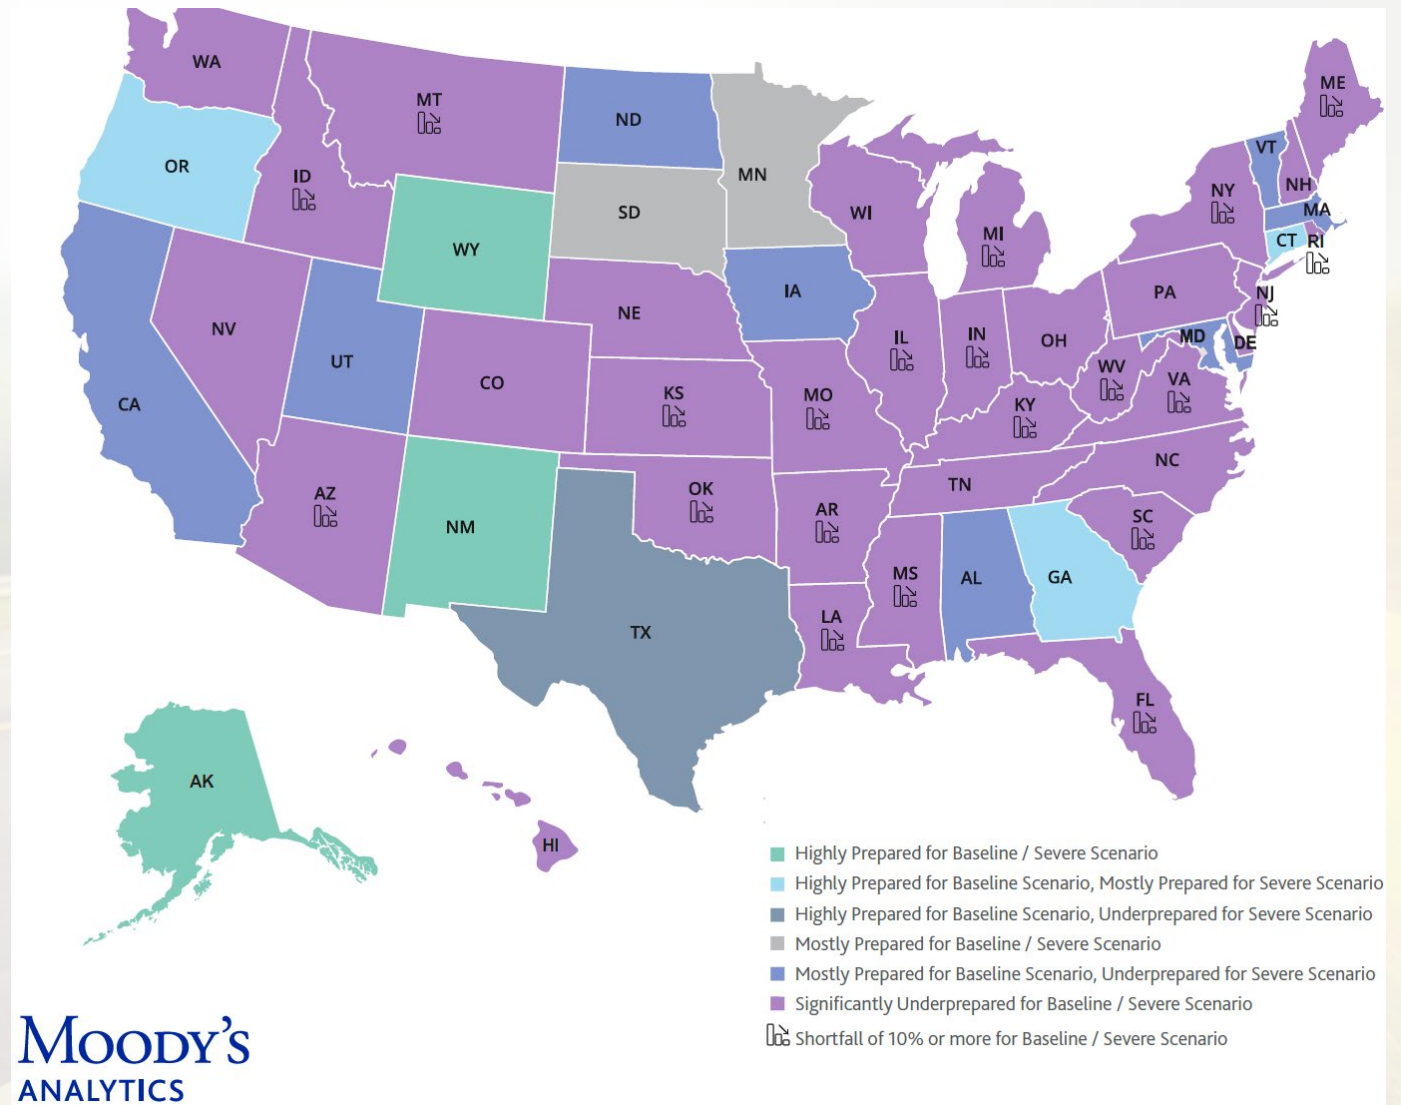 WA
ME
MT
ND
VT
OR
MN
ID
NH
NY
SD
WI
MA
MI
CT RI
WY
IA
PA
NJ
NE
NV
MD
IL
IN
OH
DE
UT
WV
CO
VA
KS
MO
KY
CA
NC
TN
AZ
OK
AR
SC
NM
MS
AL
GA
LA
TX
FL
AK
HI
Highly Prepared for Baseline / Severe Scenario
Highly Prepared for Baseline Scenario, Mostly Prepared for Severe Scenario
Highly Prepared for Baseline Scenario, Underprepared for Severe Scenario
Mostly Prepared for Baseline / Severe Scenario
Mostly Prepared for Baseline Scenario, Underprepared for Severe Scenario
Significantly Underprepared for Baseline / Severe Scenario
Shortfall of 10% or more for Baseline / Severe Scenario
MOODY'S
ANALYTICS